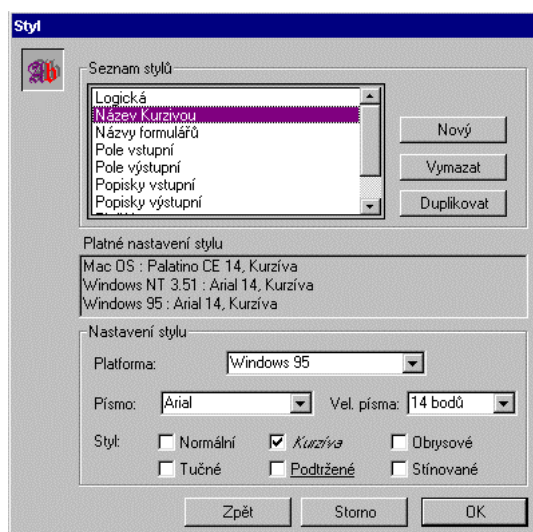 Styl
Ab
Seznam stylů
Logická
Název Kurzivou
Názvy formulářů
Pole vstupní
Pole výstupní
Popisky vstupní
Popisky výstupní
Nový
Vymazat
Duplikovat
Platné nastavení stylu
Mac OS : Palatino CE 14, Kurzíva
Windows NT 3.51 : Arial 14, Kurzíva
Windows 95 : Arial 14, Kurzíva
Nastavení stylu
Platforma: Windows 95
Písmo: Arial Vel. písma: 14 bodů
Styl: Normální Kurzíva Obrysové
Tučné Podtržené Stínované
Zpět Storno OK